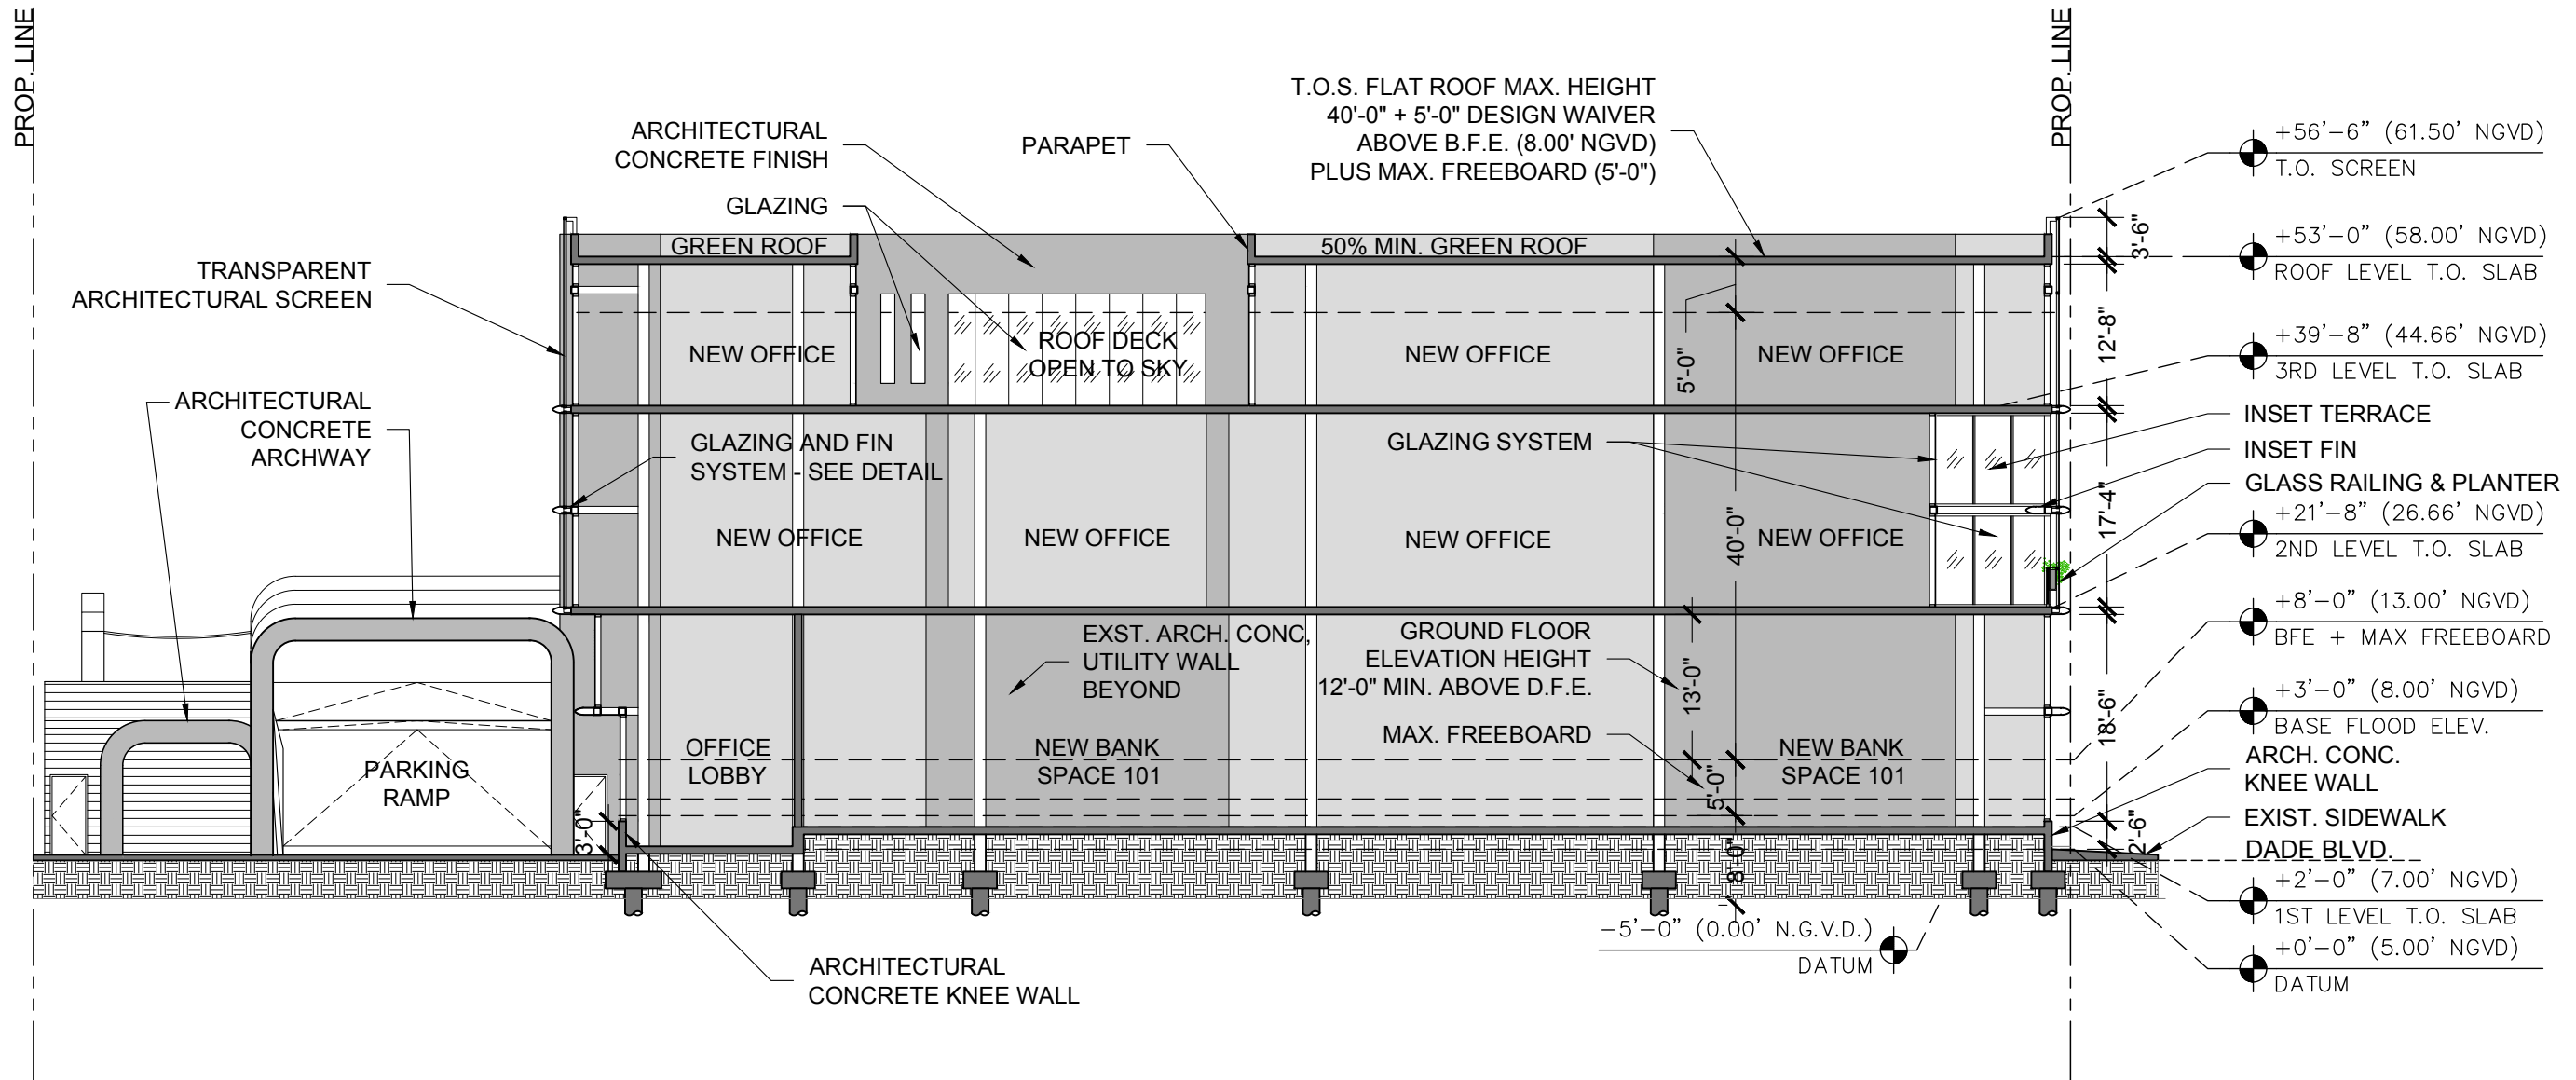 PROP. LINE
PROP. LINE
T.O.S. FLAT ROOF MAX. HEIGHT
40'-0" + 5'-0" DESIGN WAIVER
ABOVE B.F.E. (8.00' NGVD)
PLUS MAX. FREEBOARD (5'-0")
ARCHITECTURAL
CONCRETE FINISH
PARAPET
GLAZING
+56'-6" (61.50' NGVD)
T.O. SCREEN
3'-6"
GREEN ROOF
50% MIN. GREEN ROOF
+53'-0" (58.00' NGVD)
ROOF LEVEL T.O. SLAB
TRANSPARENT
ARCHITECTURAL SCREEN
12'-8"
NEW OFFICE
ROOF DECK
OPEN TO SKY
NEW OFFICE
5'-0"
NEW OFFICE
+39'-8" (44.66' NGVD)
3RD LEVEL T.O. SLAB
ARCHITECTURAL
CONCRETE
ARCHWAY
GLAZING AND FIN
SYSTEM - SEE DETAIL
GLAZING SYSTEM
INSET TERRACE
INSET FIN
GLASS RAILING & PLANTER
17'-4"
NEW OFFICE
NEW OFFICE
NEW OFFICE
40'-0"
NEW OFFICE
+21'-8" (26.66' NGVD)
2ND LEVEL T.O. SLAB
EXST. ARCH. CONC,
UTILITY WALL
BEYOND
GROUND FLOOR
ELEVATION HEIGHT
12'-0" MIN. ABOVE D.F.E.
13'-0"
+8'-0" (13.00' NGVD)
BFE + MAX FREEBOARD
18'-6"
+3'-0" (8.00' NGVD)
BASE FLOOD ELEV.
MAX. FREEBOARD
OFFICE
LOBBY
NEW BANK
SPACE 101
5'-0"
NEW BANK
SPACE 101
ARCH. CONC.
KNEE WALL
PARKING
RAMP
3'-0"
8'-0"
2'-6"
EXIST. SIDEWALK
DADE BLVD.
+2'-0" (7.00' NGVD)
1ST LEVEL T.O. SLAB
-5'-0" (0.00' N.G.V.D.)
DATUM
+0'-0" (5.00' NGVD)
DATUM
ARCHITECTURAL
CONCRETE KNEE WALL